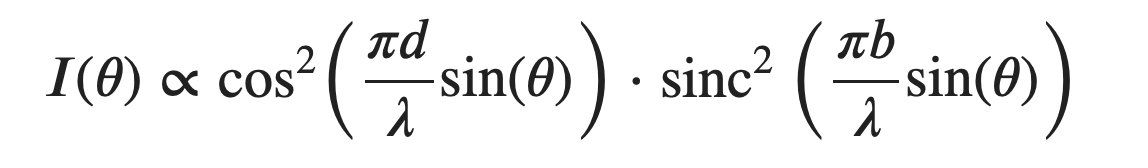 I(θ) ∝ cos²(πd/λ sin(θ)) · sinc²(πb/λ sin(θ))